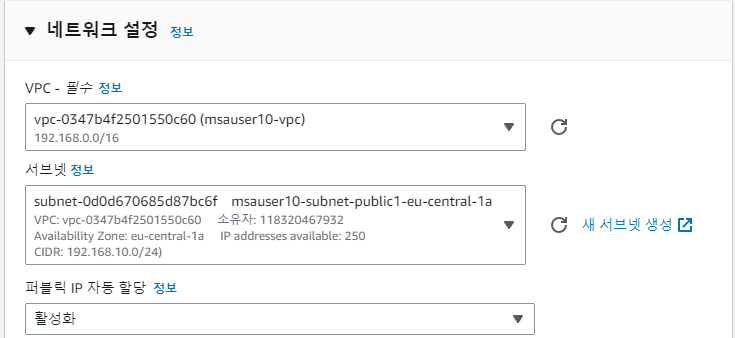 네트워크 설정 정보
VPC - 필수 정보
vpc-0347b4f2501550c60 (msauser10-vpc)
192.168.0.0/16
서브넷 정보
subnet-0d0d670685d87bc6f msauser10-subnet-public1-eu-central-1a
VPC: vpc-0347b4f2501550c60 소유자: 118320467932
Availability Zone: eu-central-1a IP addresses available: 250
CIDR: 192.168.10.0/24)
새 서브넷 생성
퍼블릭 IP 자동 할당 정보
활성화